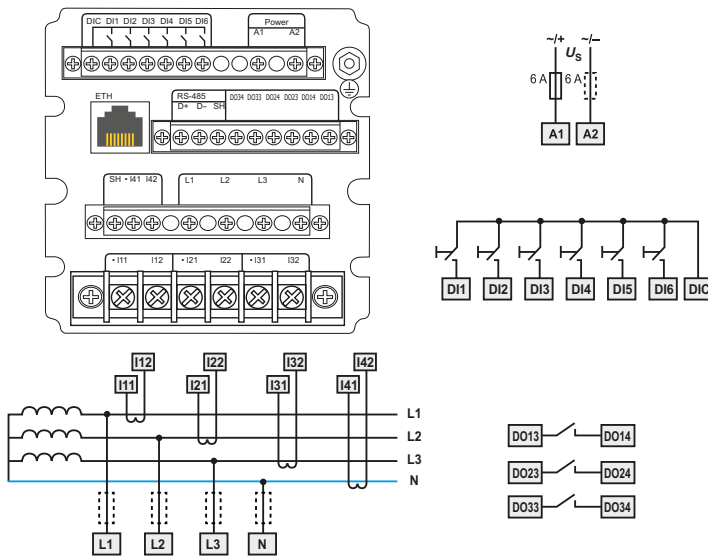 DIC DI1 DI2 DI3 DI4 DI5 DI6
Power
A1 A2
ETH
RS-485
D+ D– SH DO34 DO33 DO24 DO23 DO14 DO13
SH • I41 I42 L1 L2 L3 N
• I11 I12 • I21 I22 • I31 I32
~/+ ~/–
US
6 A 6 A
A1 A2
DI1 DI2 DI3 DI4 DI5 DI6 DIC
I12 I22 I32 I42
I11 I21 I31 I41
L1
L2
L3
N
L1 L2 L3 N
DO13 DO14
DO23 DO24
DO33 DO34